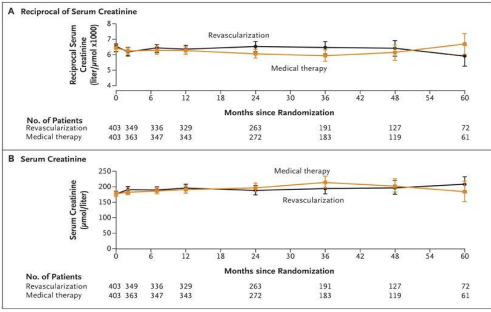 A Reciprocal of Serum Creatinine
Reciprocal Serum
Creatinine
(liter/µmol x1000)
8
7
6
5
4
Revascularization
Medical therapy
0 6 12 18 24 30 36 42 48 54 60
Months since Randomization
No. of Patients
Revascularization 403 349 336 329 263 191 127 72
Medical therapy 403 363 347 343 272 183 119 61
B Serum Creatinine
Serum Creatinine
(µmol/liter)
250
200
150
100
50
0
Medical therapy
Revascularization
0 6 12 18 24 30 36 42 48 54 60
Months since Randomization
No. of Patients
Revascularization 403 349 336 329 263 191 127 72
Medical therapy 403 363 347 343 272 183 119 61